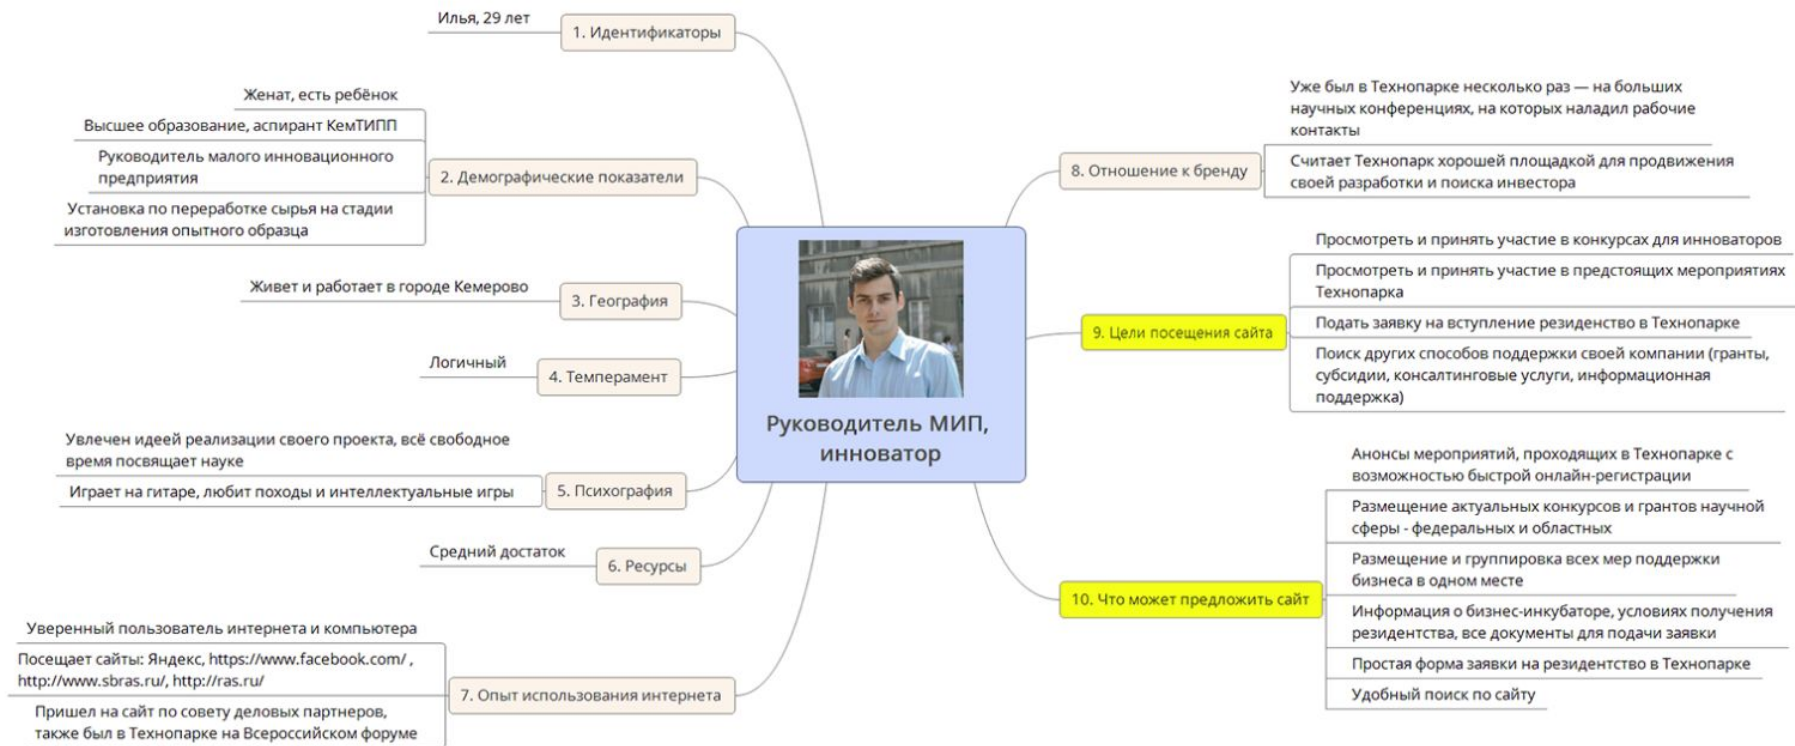 Илья, 29 лет
1. Идентификаторы
Женат, есть ребёнок
Высшее образование, аспирант КемТИПП
Руководитель малого инновационного
предприятия
Установка по переработке сырья на стадии
изготовления опытного образца
2. Демографические показатели
Живет и работает в городе Кемерово
3. География
Логичный
4. Темперамент
Увлечен идеей реализации своего проекта, всё свободное
время посвящает науке
Играет на гитаре, любит походы и интеллектуальные игры
5. Психография
Средний достаток
6. Ресурсы
Уверенный пользователь интернета и компьютера
Посещает сайты: Яндекс, https://www.facebook.com/ ,
http://www.sbras.ru/, http://ras.ru/
Пришел на сайт по совету деловых партнеров,
также был в Технопарке на Всероссийском форуме
7. Опыт использования интернета
Руководитель МИП,
инноватор
8. Отношение к бренду
Уже был в Технопарке несколько раз — на больших
научных конференциях, на которых наладил рабочие
контакты
Считает Технопарк хорошей площадкой для продвижения
своей разработки и поиска инвестора
9. Цели посещения сайта
Просмотреть и принять участие в конкурсах для инноваторов
Просмотреть и принять участие в предстоящих мероприятиях
Технопарка
Подать заявку на вступление резиденство в Технопарке
Поиск других способов поддержки своей компании (гранты,
субсидии, консалтинговые услуги, информационная
поддержка)
10. Что может предложить сайт
Анонсы мероприятий, проходящих в Технопарке с
возможностью быстрой онлайн-регистрации
Размещение актуальных конкурсов и грантов научной
сферы - федеральных и областных
Размещение и группировка всех мер поддержки
бизнеса в одном месте
Информация о бизнес-инкубаторе, условиях получения
резидентства, все документы для подачи заявки
Простая форма заявки на резидентство в Технопарке
Удобный поиск по сайту